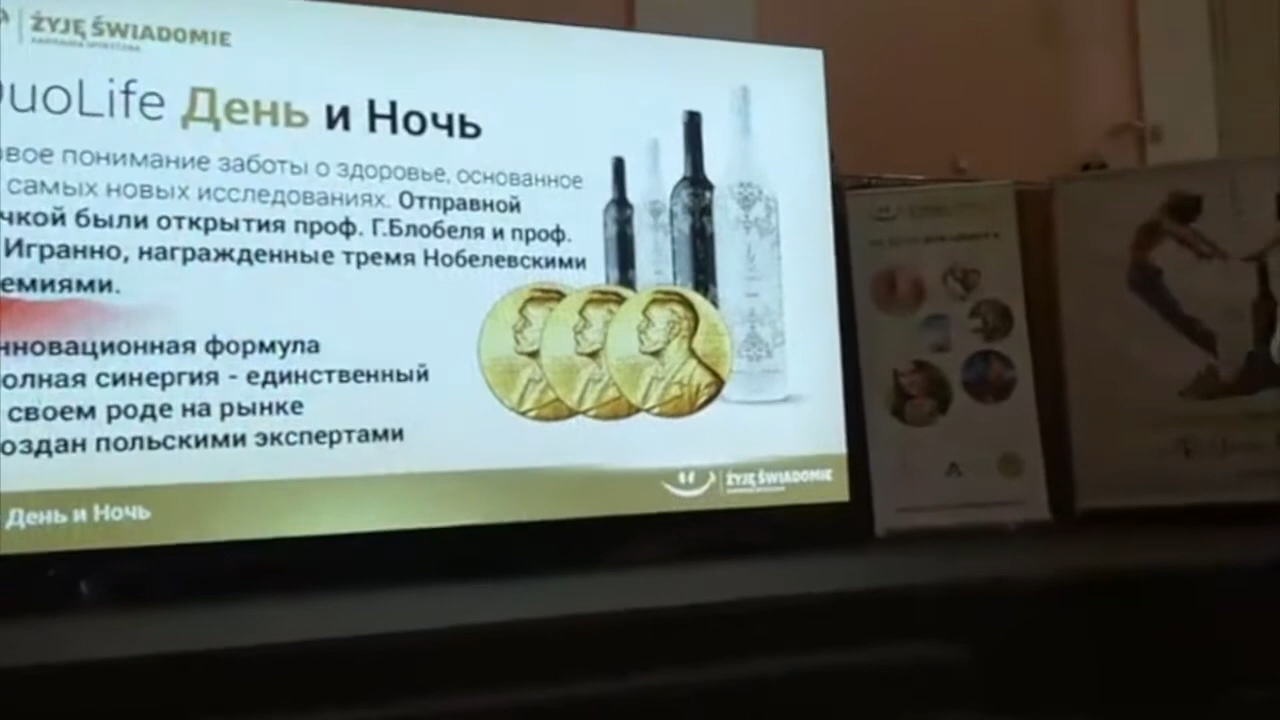 ŻYJĘ ŚWIADOMIE
uoLife День и Ночь
вое понимание заботы о здоровье, основанное
самых новых исследованиях. Отправной
чкой были открытия проф. Г.Блобеля и проф.
Игранно, награжденные тремя Нобелевскими
емиями.
нновационная формула
олная синергия - единственный
своем роде на рынке
оздан польскими экспертами
ŻYJĘ ŚWIADOMIE
День и Ночь